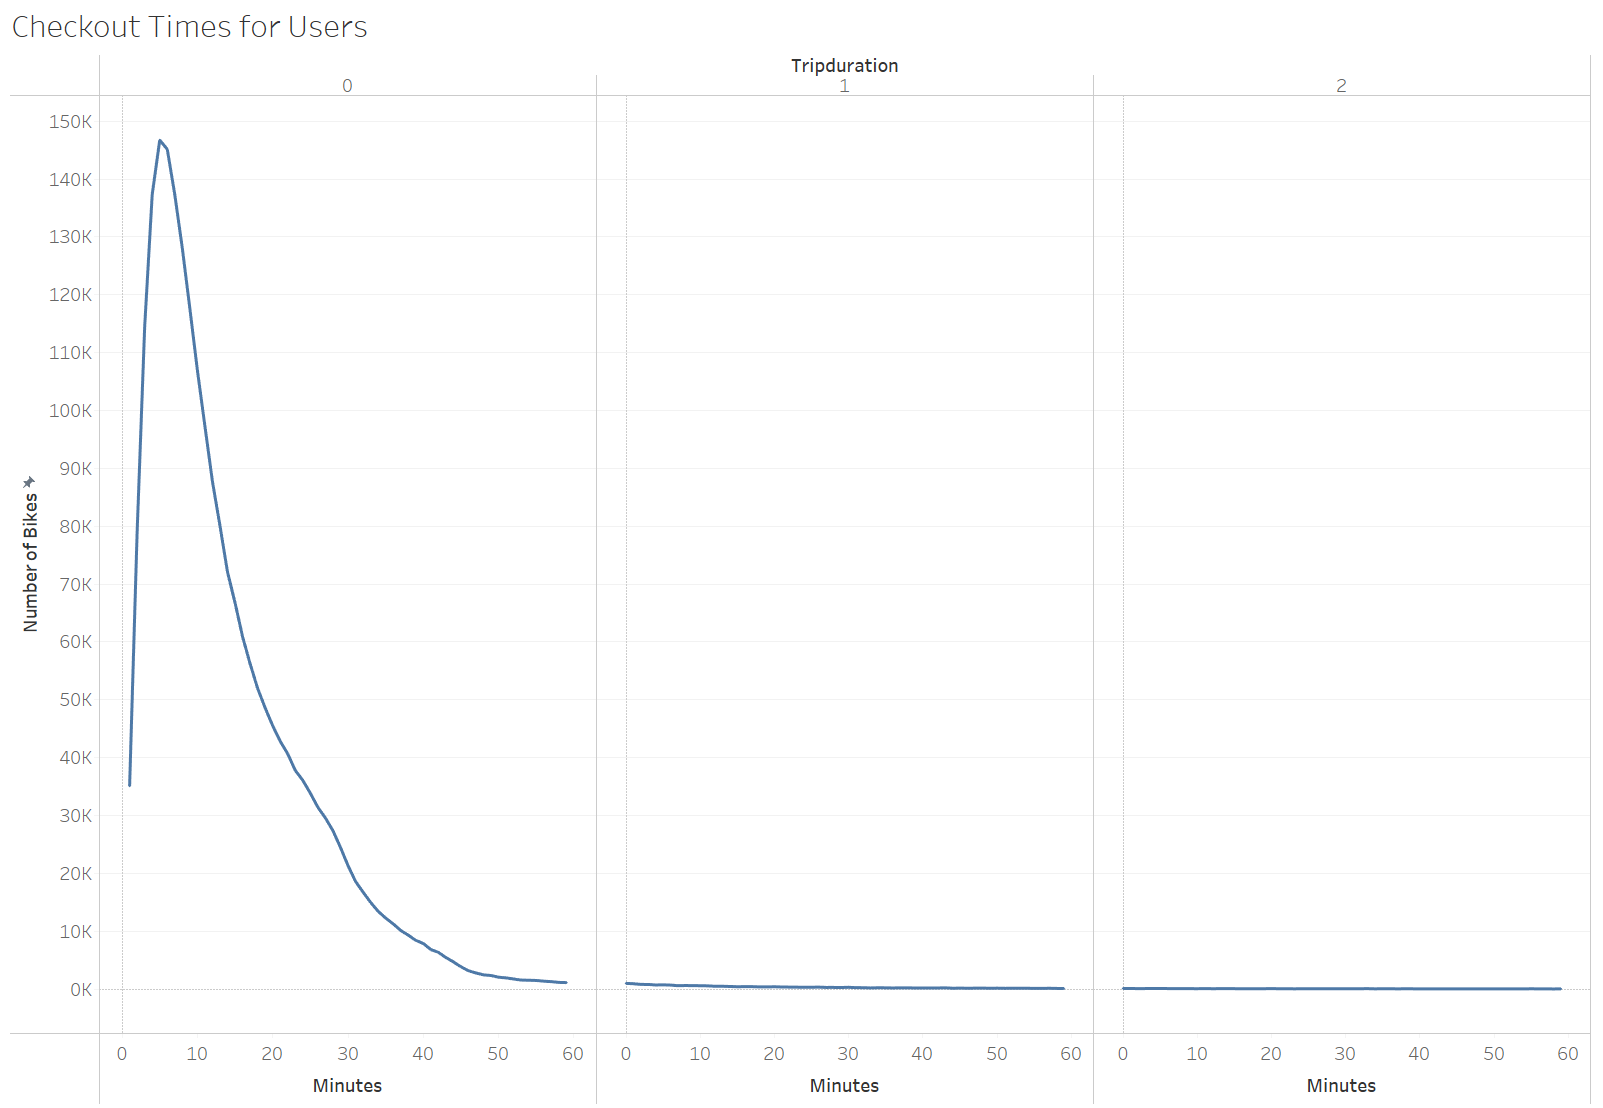 Checkout Times for Users
Tripduration
0 1 2
150K
140K
130K
120K
110K
100K
90K
80K
70K
60K
50K
40K
30K
20K
10K
0K
Number of Bikes
0 10 20 30 40 50 60 0 10 20 30 40 50 60 0 10 20 30 40 50 60
Minutes Minutes Minutes